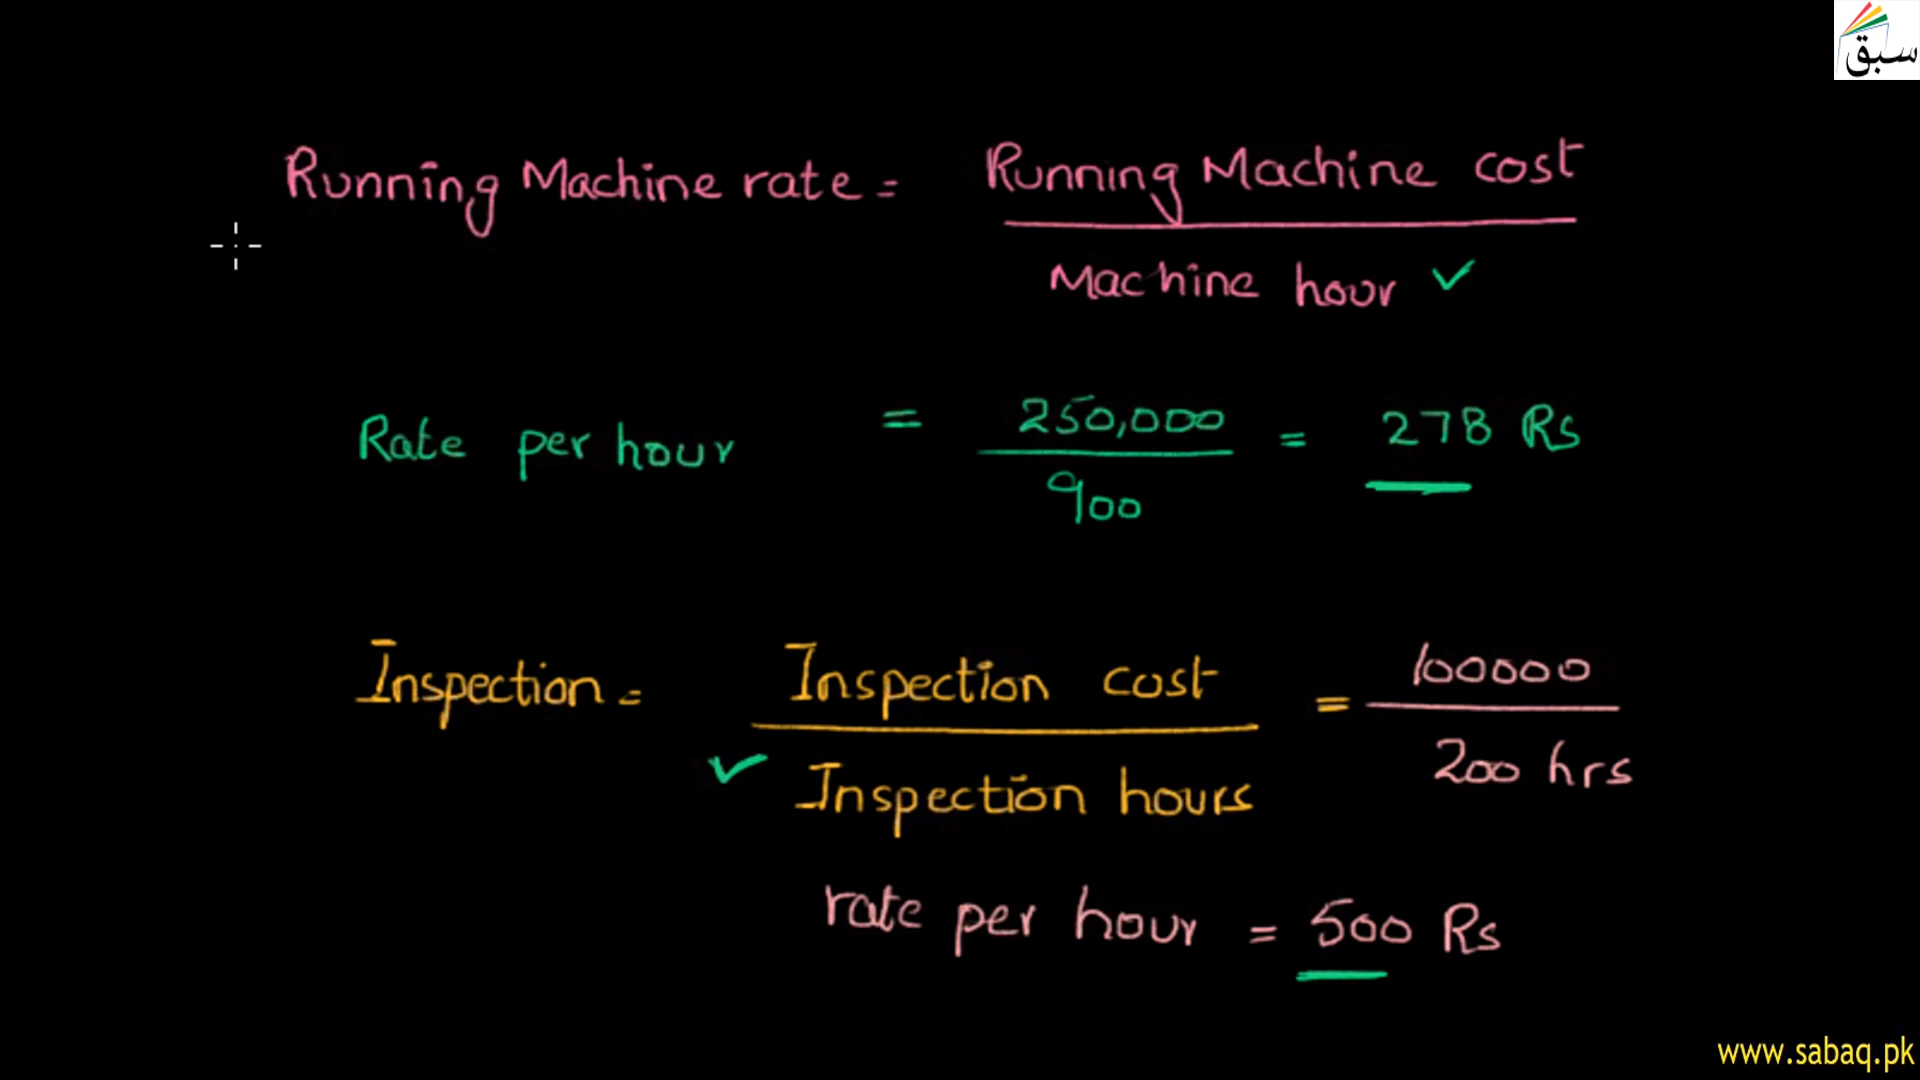 سبق
Running Machine rate = Running Machine cost
Machine hour ✓
Rate per hour = 250,000 = 278 Rs
900
Inspection = Inspection cost = 100000
✓ Inspection hours 200 hrs
rate per hour = 500 Rs
www.sabaq.pk